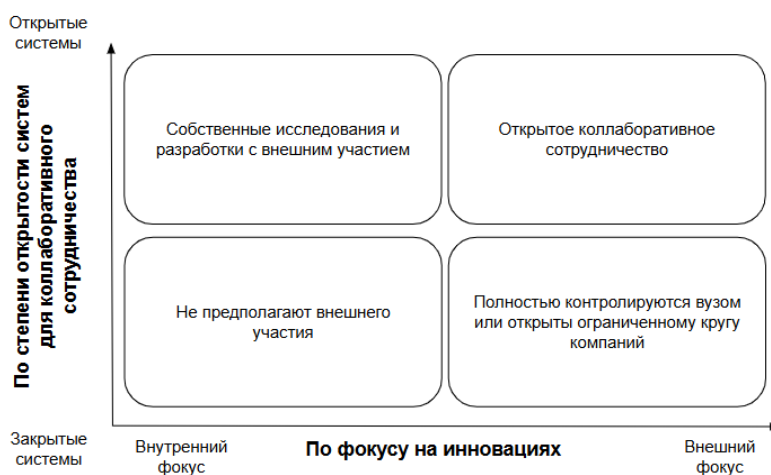 Открытые
системы
По степени открытости систем
для коллаборативного
сотрудничества
Собственные исследования и
разработки с внешним участием
Открытое коллаборативное
сотрудничество
Не предполагают внешнего
участия
Полностью контролируются вузом
или открыты ограниченному кругу
компаний
Закрытые
системы
Внутренний
фокус
По фокусу на инновациях
Внешний
фокус